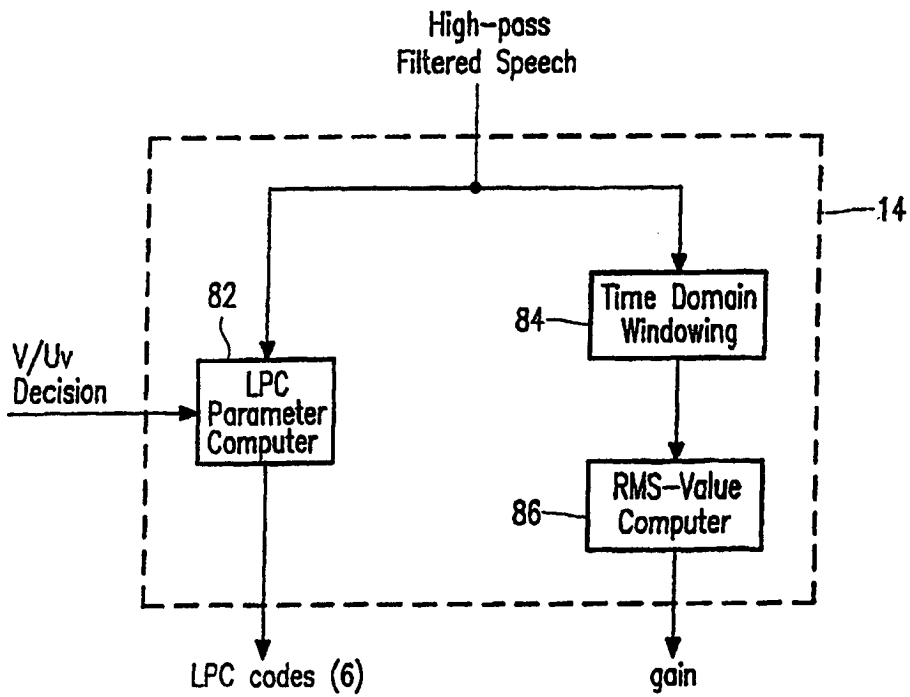 High-pass
Filtered Speech
14
82
Time Domain
Windowing
84
V/Uv
Decision
LPC
Parameter
Computer
RMS-Value
Computer
86
LPC codes (6)
gain